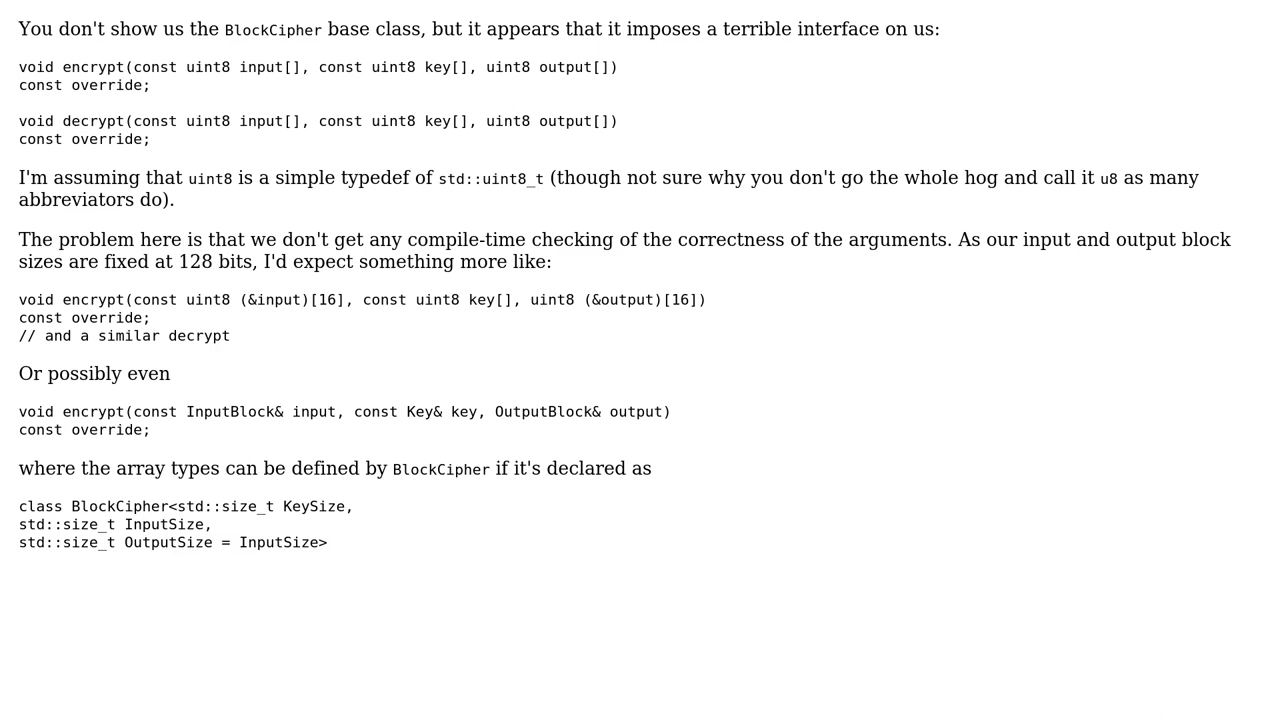 You don't show us the BlockCipher base class, but it appears that it imposes a terrible interface on us:
void encrypt(const uint8 input[], const uint8 key[], uint8 output[])
const override;
void decrypt(const uint8 input[], const uint8 key[], uint8 output[])
const override;
I'm assuming that uint8 is a simple typedef of std::uint8_t (though not sure why you don't go the whole hog and call it u8 as many
abbreviators do).
The problem here is that we don't get any compile-time checking of the correctness of the arguments. As our input and output block
sizes are fixed at 128 bits, I'd expect something more like:
void encrypt(const uint8 (&input)[16], const uint8 key[], uint8 (&output)[16])
const override;
// and a similar decrypt
Or possibly even
void encrypt(const InputBlock& input, const Key& key, OutputBlock& output)
const override;
where the array types can be defined by BlockCipher if it's declared as
class BlockCipher<std::size_t KeySize,
std::size_t InputSize,
std::size_t OutputSize = InputSize>